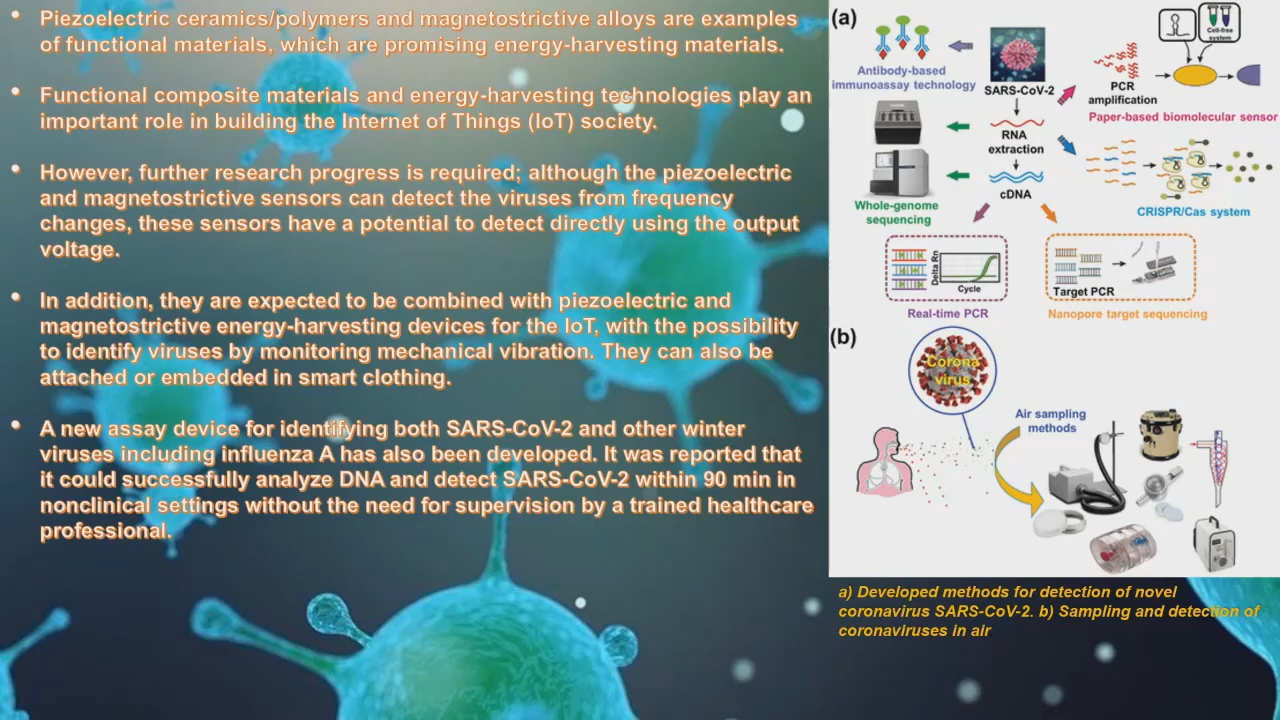 • Piezoelectric ceramics/polymers and magnetostrictive alloys are examples
of functional materials, which are promising energy-harvesting materials.
• Functional composite materials and energy-harvesting technologies play an
important role in building the Internet of Things (IoT) society.
• However, further research progress is required; although the piezoelectric
and magnetostrictive sensors can detect the viruses from frequency
changes, these sensors have a potential to detect directly using the output
voltage.
• In addition, they are expected to be combined with piezoelectric and
magnetostrictive energy-harvesting devices for the IoT, with the possibility
to identify viruses by monitoring mechanical vibration. They can also be
attached or embedded in smart clothing.
• A new assay device for identifying both SARS-CoV-2 and other winter
viruses including influenza A has also been developed. It was reported that
it could successfully analyze DNA and detect SARS-CoV-2 within 90 min in
nonclinical settings without the need for supervision by a trained healthcare
professional.
(a)
Cell-free
system
Antibody-based
immunoassay technology
SARS-CoV-2
PCR
amplification
Paper-based biomolecular sensor
RNA
extraction
cDNA
Whole-genome
sequencing
CRISPR/Cas system
Delta Rn
Cycle
Real-time PCR
Target PCR
Nanopore target sequencing
(b)
Corona
virus
Air sampling
methods
a) Developed methods for detection of novel
coronavirus SARS-CoV-2. b) Sampling and detection of
coronaviruses in air